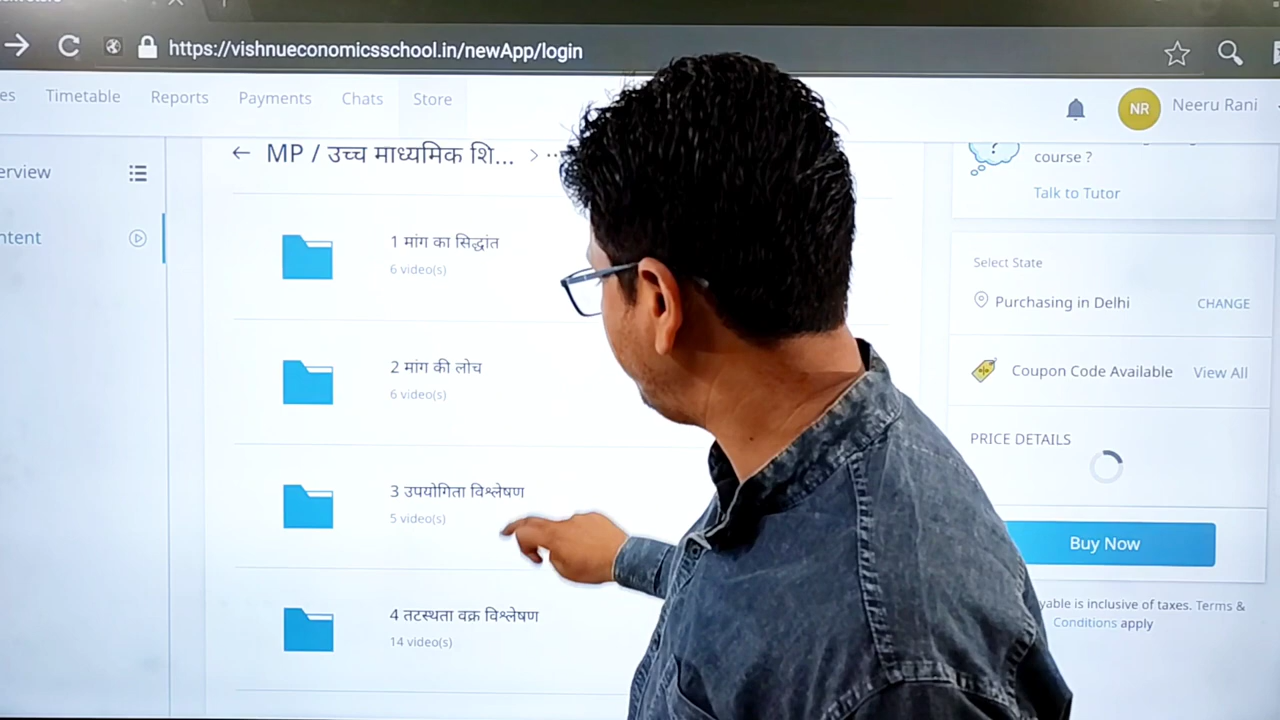 https://vishnueconomicsschool.in/newApp/login
Timetable Reports Payments Chats Store
NR Neeru Rani
MP / उच्च माध्यमिक शि... > ..
?
course ?
Talk to Tutor
1 मांग का सिद्धांत
6 video(s)
2 मांग की लोच
6 video(s)
3 उपयोगिता विश्लेषण
5 video(s)
4 तटस्थता वक्र विश्लेषण
14 video(s)
Select State
Purchasing in Delhi CHANGE
Coupon Code Available View All
PRICE DETAILS
Buy Now
is inclusive of taxes. Terms &
Conditions apply